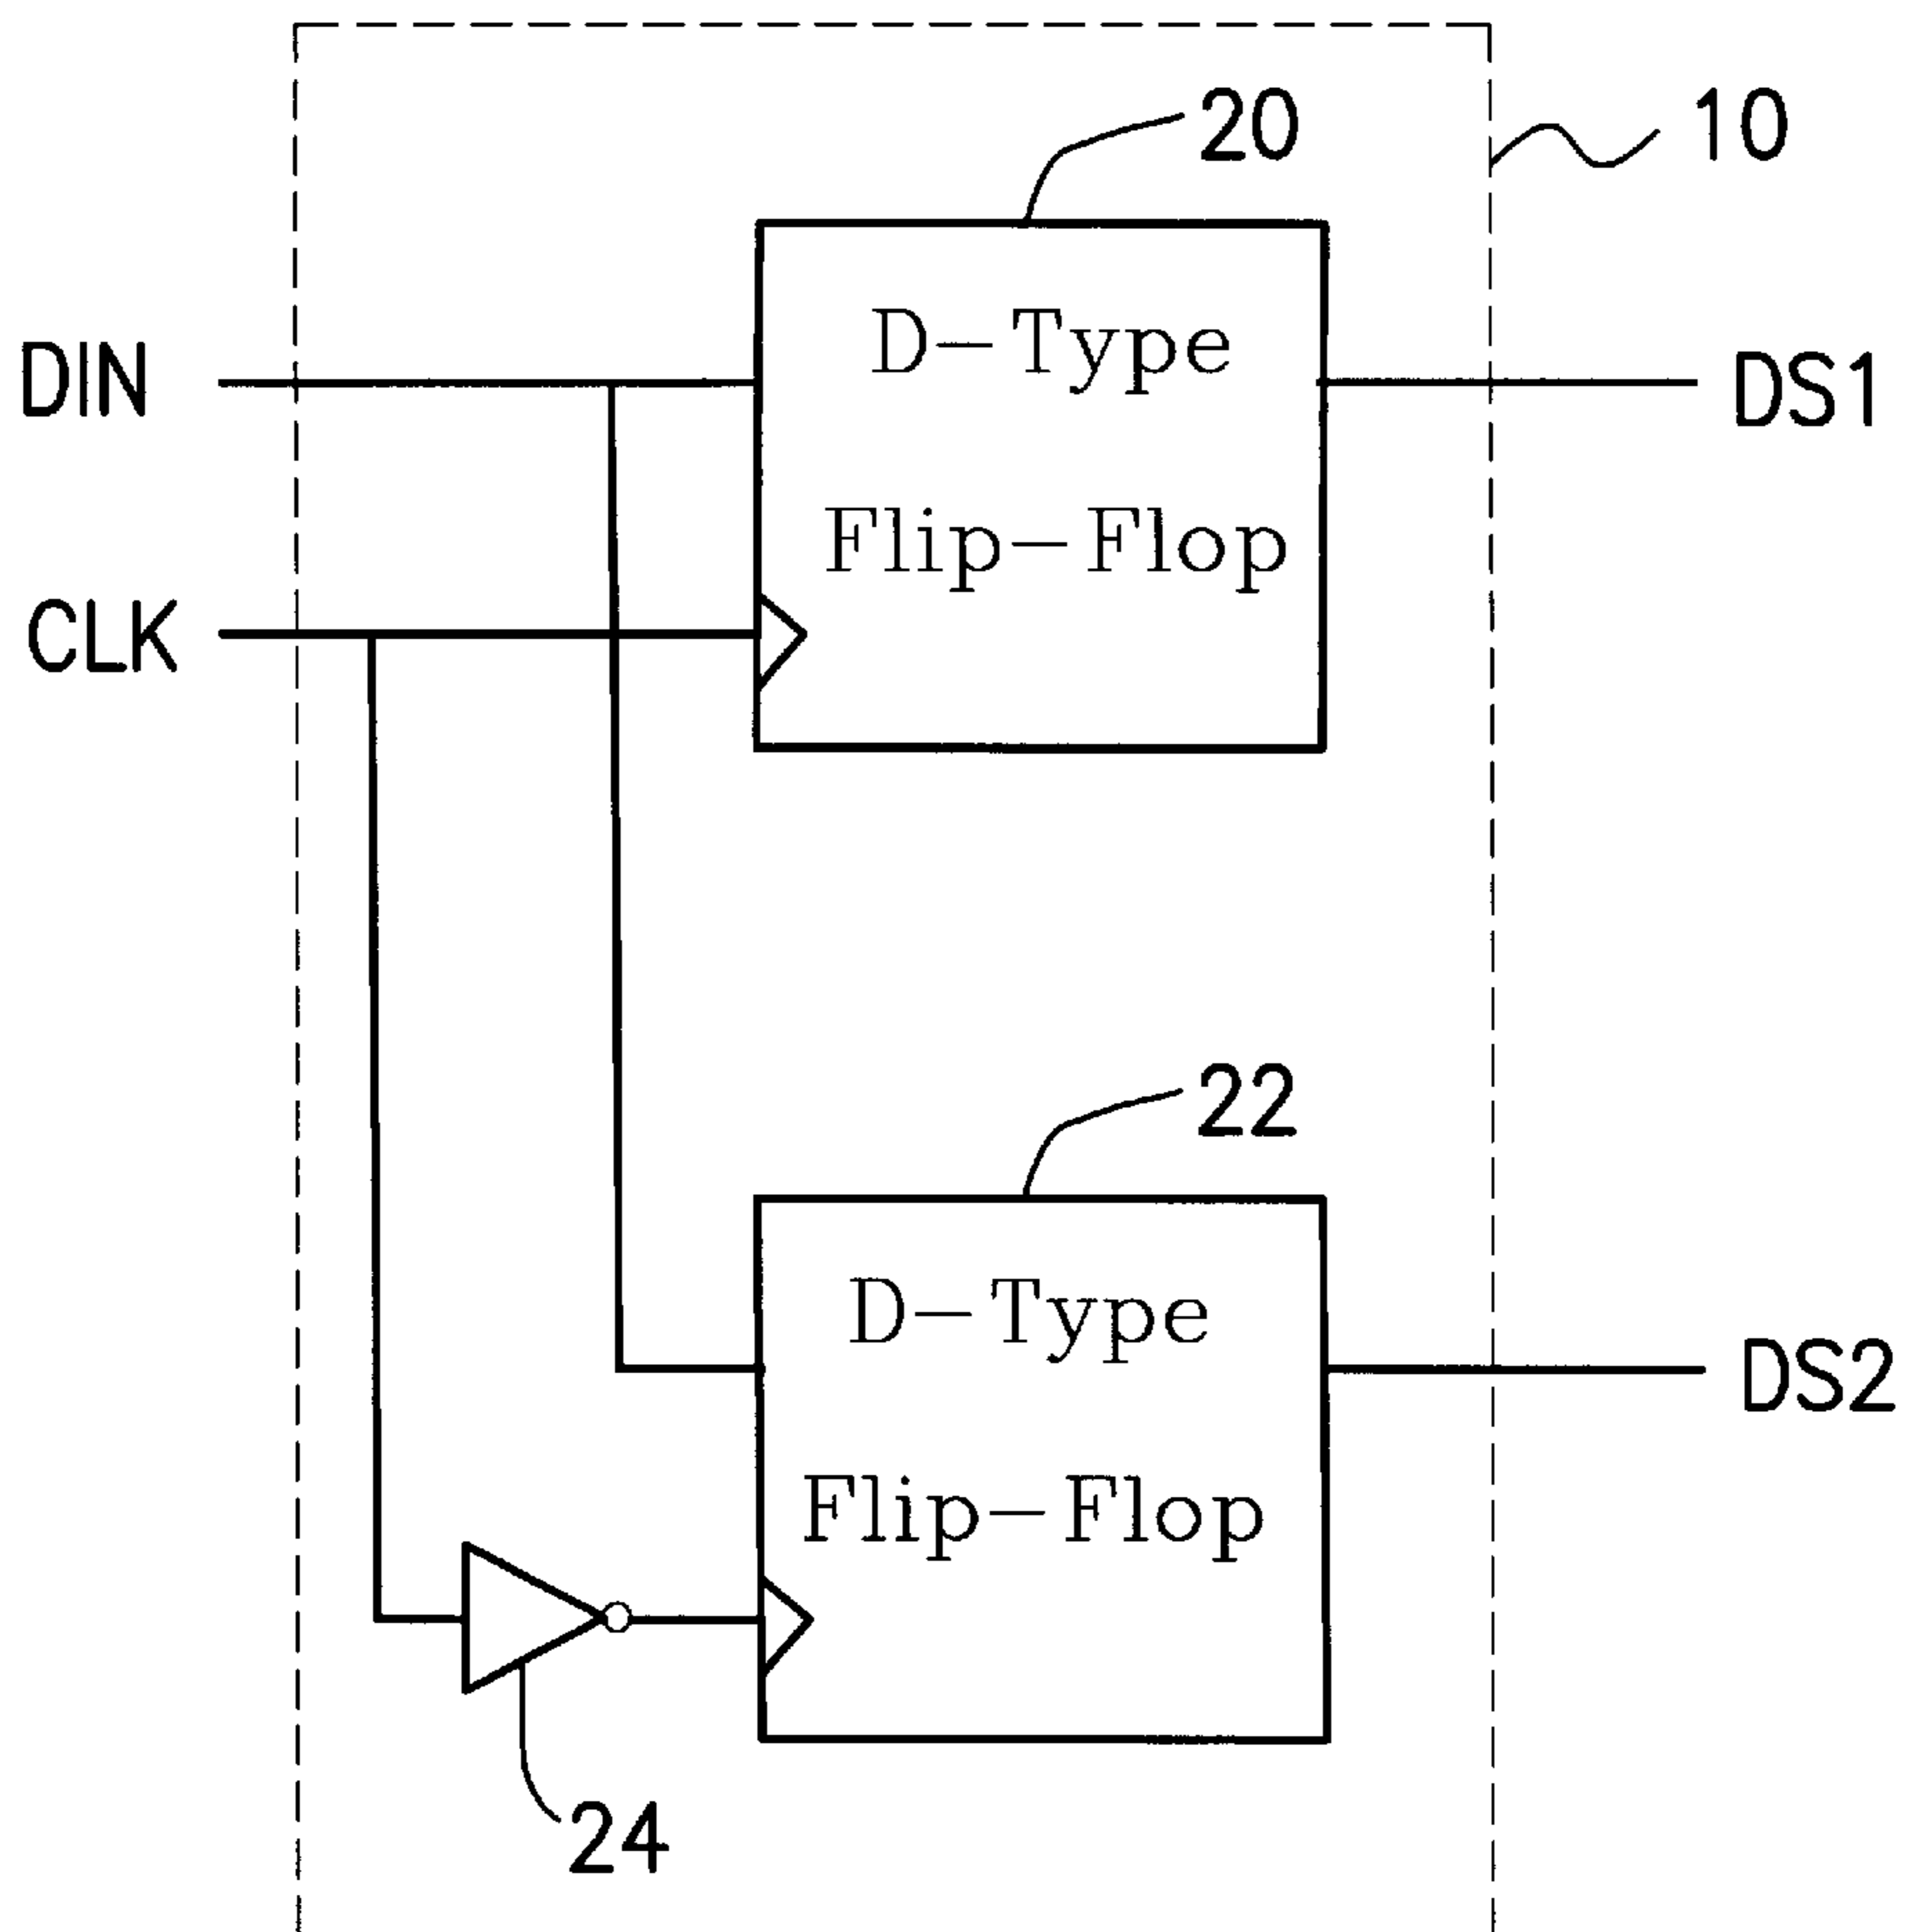 20
10
D-Type
DIN
DS1
Flip-Flop
CLK
22
D-Type
DS2
Flip-Flop
24